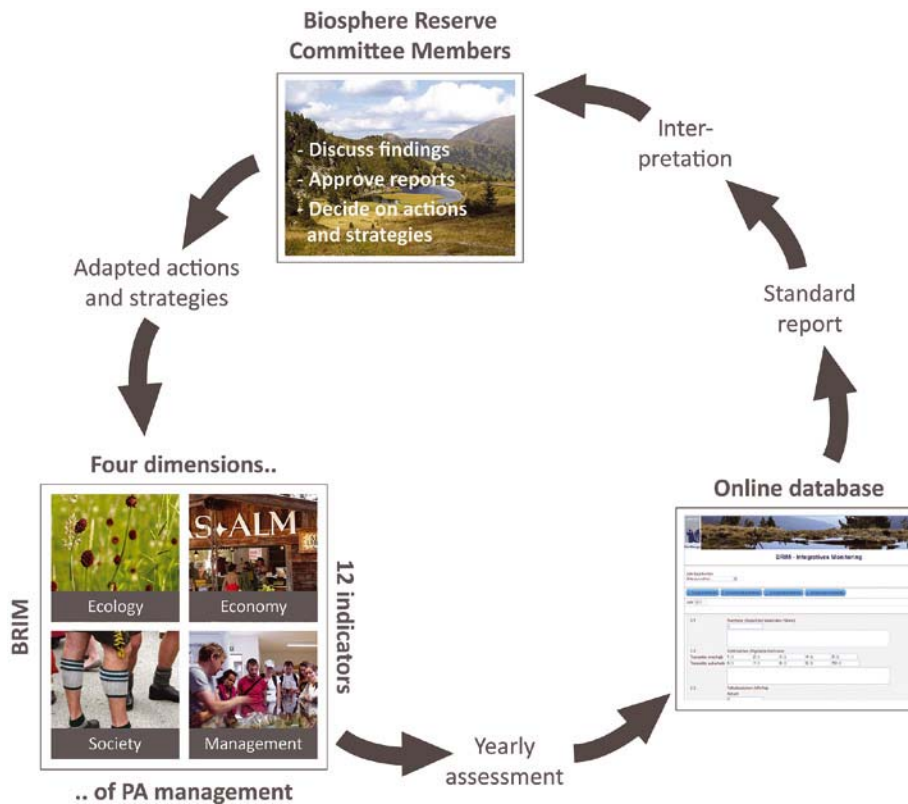 Biosphere Reserve
Committee Members
- Discuss findings
- Approve reports
- Decide on actions
and strategies
Inter-
pretation
Adapted actions
and strategies
Standard
report
Four dimensions..
Online database
BRIM
AS ALM
Ecology
Economy
12 indicators
Society
Management
BRIM - Integratives Monitoring
Yearly
assessment
.. of PA management